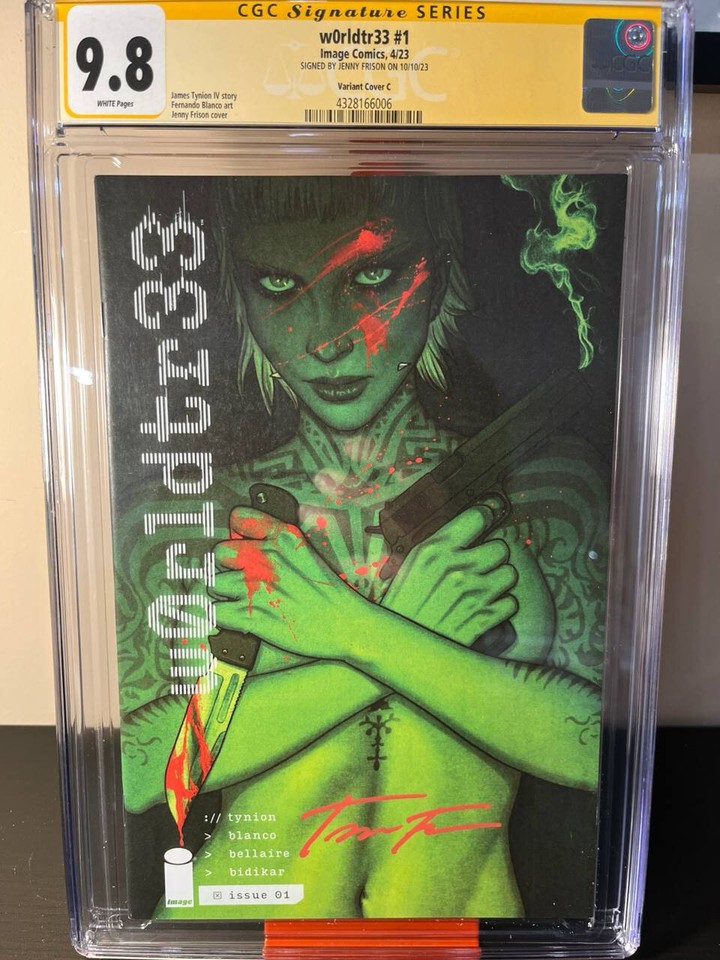 CGC Signature SERIES
9.8
WHITE Pages
w0rldtr33 #1
Image Comics, 4/23
SIGNED BY JENNY FRISON ON 10/10/23
Variant Cover C
James Tynion IV story
Fernando Blanco art
Jenny Frison cover
4328166006
CGC
w0rldtr33
:// tynion
> blanco
> bellaire
> bidikar
issue 01
image